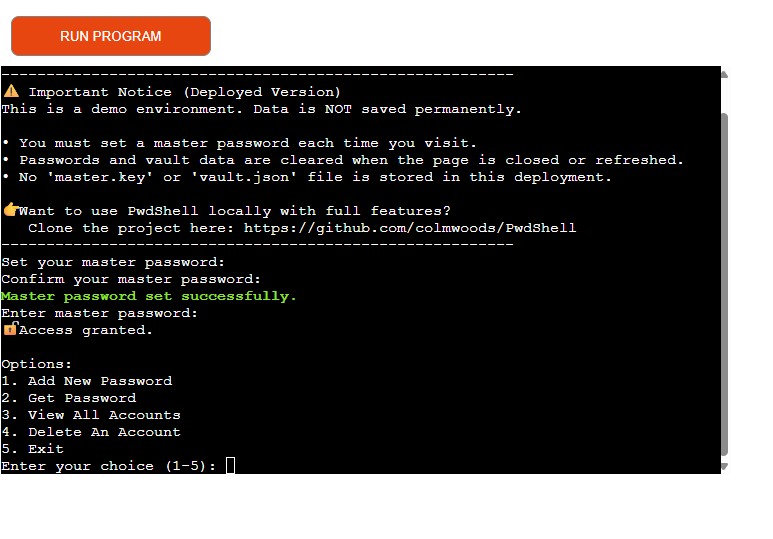 RUN PROGRAM
---------------------------------------------------------
⚠️ Important Notice (Deployed Version)
This is a demo environment. Data is NOT saved permanently.
• You must set a master password each time you visit.
• Passwords and vault data are cleared when the page is closed or refreshed.
• No 'master.key' or 'vault.json' file is stored in this deployment.
👉Want to use PwdShell locally with full features?
Clone the project here: https://github.com/colmwoods/PwdShell
---------------------------------------------------------
Set your master password:
Confirm your master password:
Master password set successfully.
Enter master password:
🔓Access granted.
Options:
1. Add New Password
2. Get Password
3. View All Accounts
4. Delete An Account
5. Exit
Enter your choice (1-5):